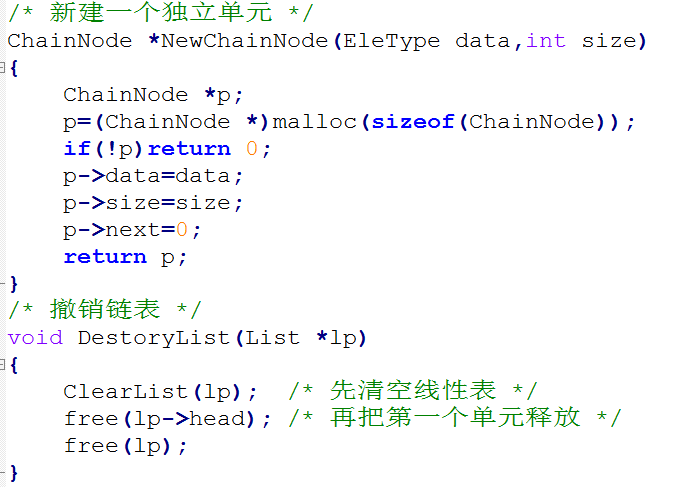 /* 新建一个独立单元 */
ChainNode *NewChainNode(EleType data,int size)
{
    ChainNode *p;
    p=(ChainNode *)malloc(sizeof(ChainNode));
    if(!p)return 0;
    p->data=data;
    p->size=size;
    p->next=0;
    return p;
}
/* 撤销链表 */
void DestoryList(List *lp)
{
    ClearList(lp);  /* 先清空线性表 */
    free(lp->head); /* 再把第一个单元释放 */
    free(lp);
}